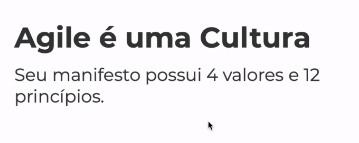 Agile é uma Cultura
Seu manifesto possui 4 valores e 12
princípios.